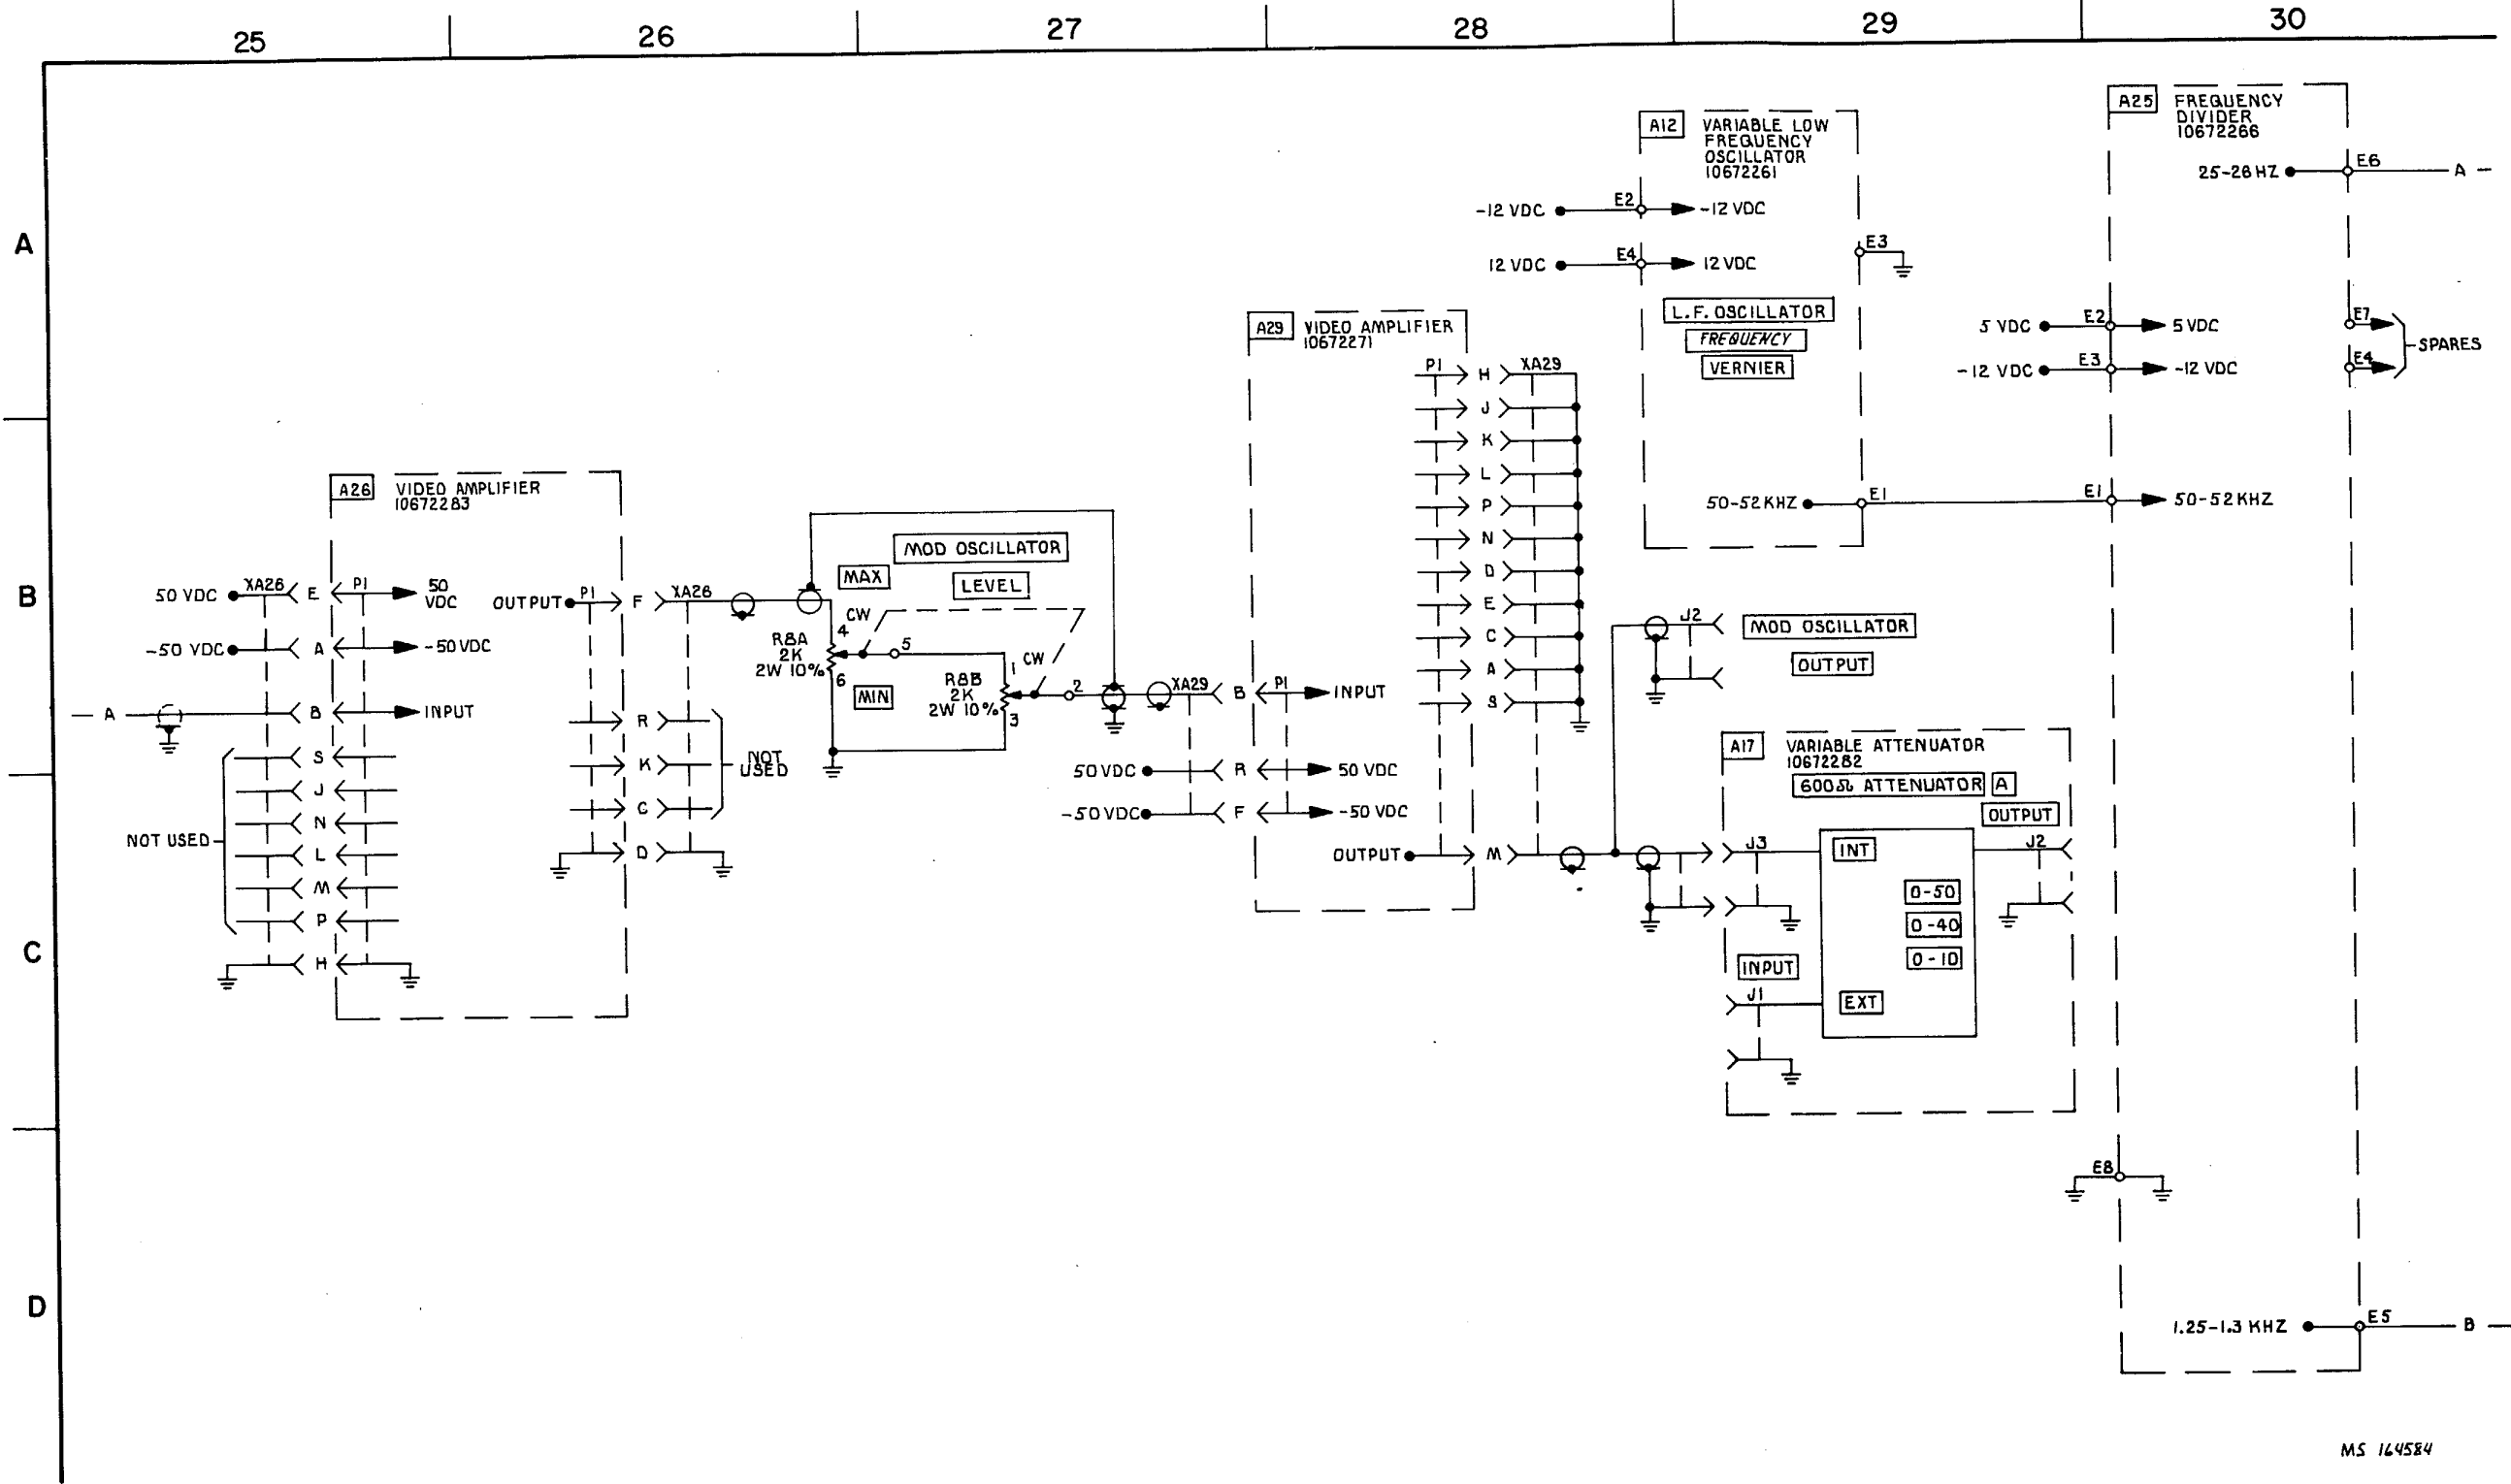 25 26 27 28 29 30
A
B
C
D
A26 VIDEO AMPLIFIER
10672283
50 VDC XA26 E P1 50 VDC
-50 VDC A -50 VDC
A B INPUT
S
J
N
L
M
P
NOT USED
H
OUTPUT P1 F XA26
R
K
C
NOT USED
D
MOD OSCILLATOR
LEVEL
MAX
MIN
CW
4
R8A
2K
2W 10%
5
6
1
CW
R8B
2K
2W 10%
2
3
A29 VIDEO AMPLIFIER
10672271
XA29 B P1 INPUT
50 VDC R 50 VDC
-50 VDC F -50 VDC
P1 H XA29
J
K
L
P
N
D
E
C
A
S
OUTPUT M
A12 VARIABLE LOW
FREQUENCY
OSCILLATOR
10672261
-12 VDC E2 -12 VDC
12 VDC E4 12 VDC
E3
L.F. OSCILLATOR
FREQUENCY
VERNIER
50-52 KHZ E1
J2
MOD OSCILLATOR
OUTPUT
A17 VARIABLE ATTENUATOR
10672282
600Ω ATTENUATOR A
OUTPUT
J3 INT J2
0-50
0-40
0-10
INPUT
J1 EXT
A25 FREQUENCY
DIVIDER
10672266
25-26 HZ E6 A
5 VDC E2 5 VDC
-12 VDC E3 -12 VDC
E7
E4
SPARES
E1 50-52 KHZ
E8
1.25-1.3 KHZ E5 B
MS 164584